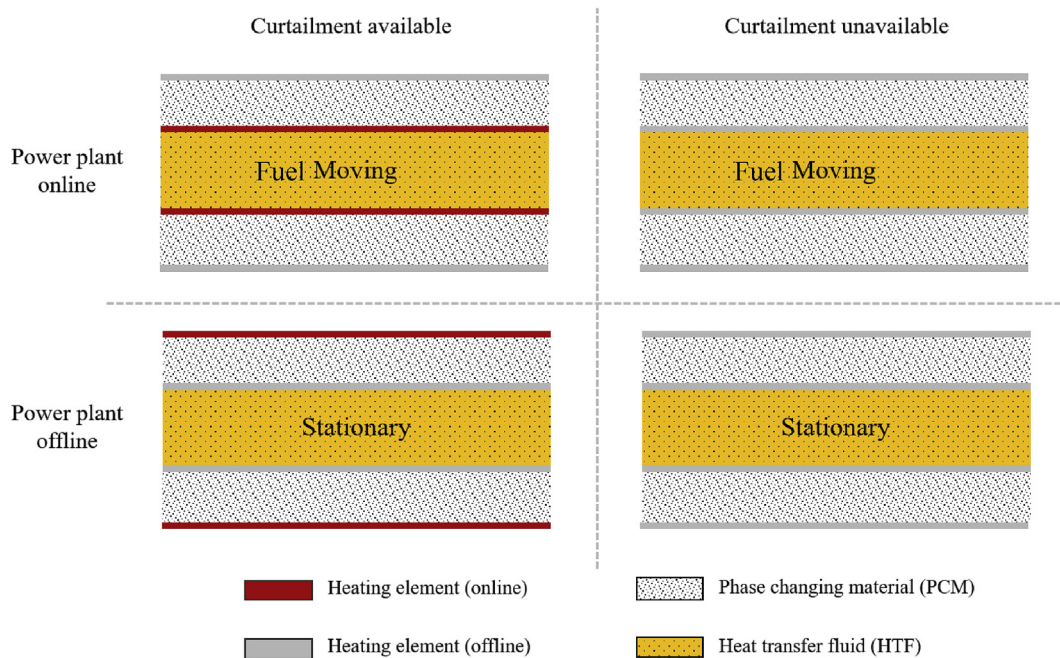 Curtailment available
Curtailment unavailable
Power plant
online
Fuel Moving
Fuel Moving
Power plant
offline
Stationary
Stationary
Heating element (online)
Phase changing material (PCM)
Heating element (offline)
Heat transfer fluid (HTF)